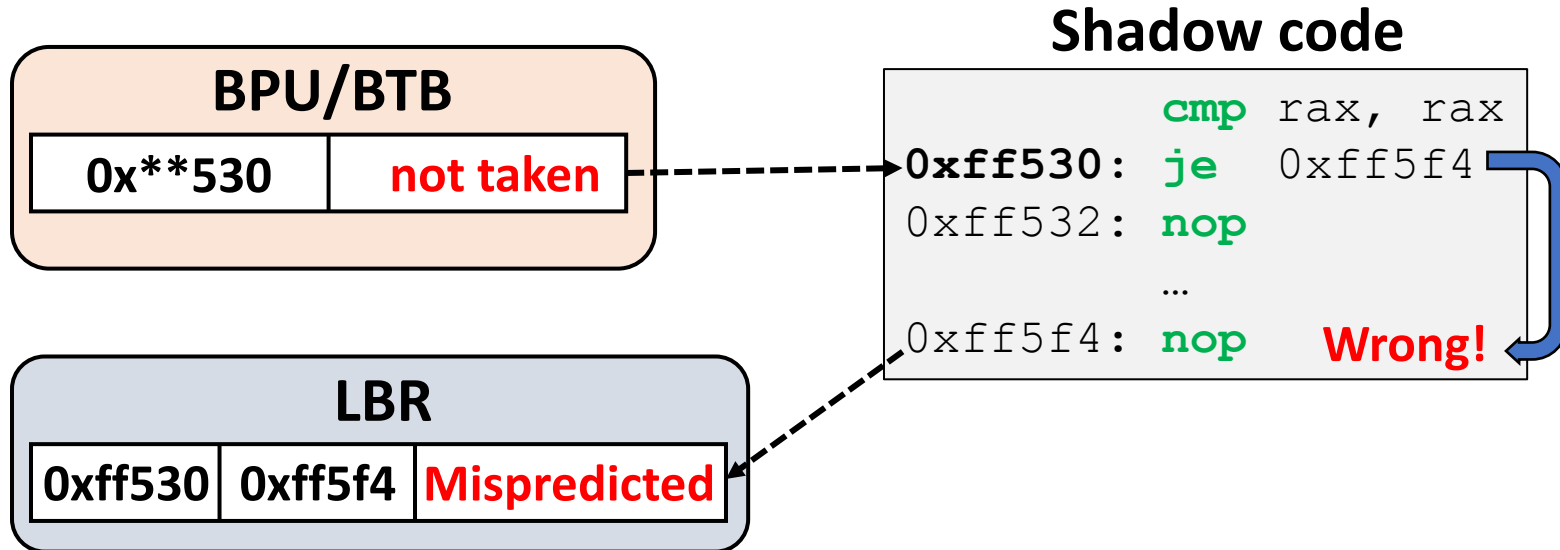 BPU/BTB
0x**530 not taken
LBR
0xff530 0xff5f4 Mispredicted
Shadow code
cmp rax, rax
0xff530: je 0xff5f4
0xff532: nop
…
0xff5f4: nop Wrong!